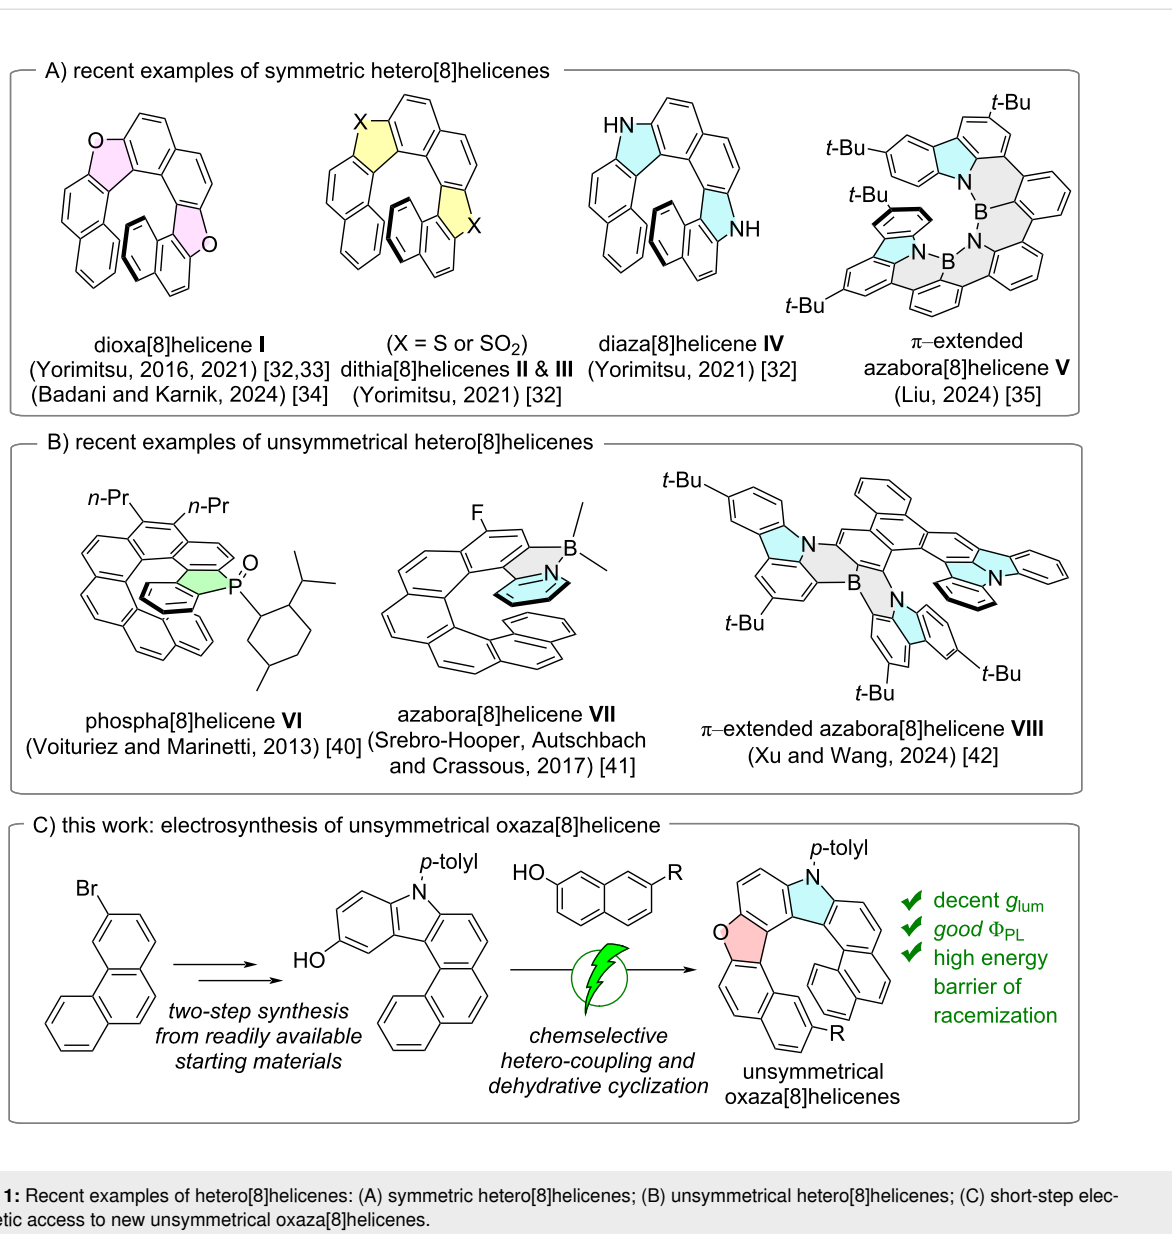 A) recent examples of symmetric hetero[8]helicenes
O
O
X
X
HN
NH
t-Bu
t-Bu
t-Bu
N
B
N
N
B
t-Bu
dioxa[8]helicene I
(Yorimitsu, 2016, 2021) [32,33]
(Badani and Karnik, 2024) [34]
(X = S or SO2)
dithia[8]helicenes II & III
(Yorimitsu, 2021) [32]
diaza[8]helicene IV
(Yorimitsu, 2021) [32]
π–extended
azabora[8]helicene V
(Liu, 2024) [35]
B) recent examples of unsymmetrical hetero[8]helicenes
n-Pr
n-Pr
O
P
F
B
N
t-Bu
N
B
N
N
t-Bu
t-Bu
t-Bu
phospha[8]helicene VI
(Voituriez and Marinetti, 2013) [40]
azabora[8]helicene VII
(Srebro-Hooper, Autschbach
and Crassous, 2017) [41]
π–extended azabora[8]helicene VIII
(Xu and Wang, 2024) [42]
C) this work: electrosynthesis of unsymmetrical oxaza[8]helicene
Br
two-step synthesis
from readily available
starting materials
p-tolyl
N
HO
HO
R
chemselective
hetero-coupling and
dehydrative cyclization
p-tolyl
N
O
R
unsymmetrical
oxaza[8]helicenes
decent glum
good ΦPL
high energy
barrier of
racemization
1: Recent examples of hetero[8]helicenes: (A) symmetric hetero[8]helicenes; (B) unsymmetrical hetero[8]helicenes; (C) short-step elec-
etic access to new unsymmetrical oxaza[8]helicenes.